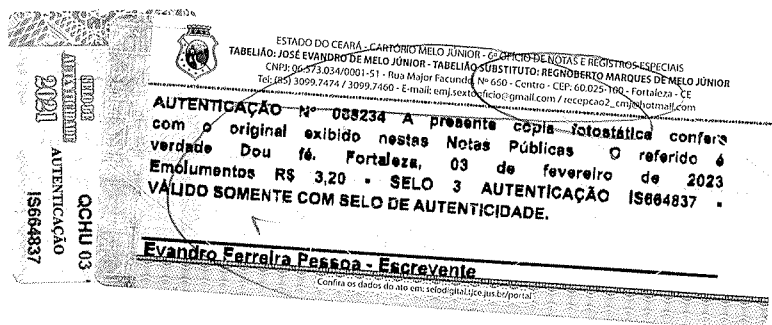 ESTADO DO CEARÁ - CARTÓRIO MELO JÚNIOR - 6º OFÍCIO DE NOTAS E REGISTROS ESPECIAIS
TABELIÃO: JOSÉ EVANDRO DE MELO JÚNIOR - TABELIÃO SUBSTITUTO: REGNOBERTO MARQUES DE MELO JÚNIOR
CNPJ: 06.573.034/0001-51 - Rua Major Facundo, Nº 660 - Centro - CEP: 60.025-100 - Fortaleza - CE
Tel: (85) 3099.7474 / 3099.7460 - E-mail: emj.sextooficio@gmail.com / recepcao2_cmj@hotmail.com
AUTENTICAÇÃO Nº 065234 A presente cópia fotostática confere
com o original exibido nestas Notas Públicas O referido é
verdade Dou fé. Fortaleza, 03 de fevereiro de 2023
Emolumentos R$ 3,20 - SELO 3 AUTENTICAÇÃO IS664837 -
VÁLIDO SOMENTE COM SELO DE AUTENTICIDADE.
Evandro Ferreira Pessoa - Escrevente
Confira os dados do ato em: selodigital.tjce.jus.br/portal
SELO DE
AUTENTICIDADE
2021
AUTENTICAÇÃO
QCHU 03
IS664837